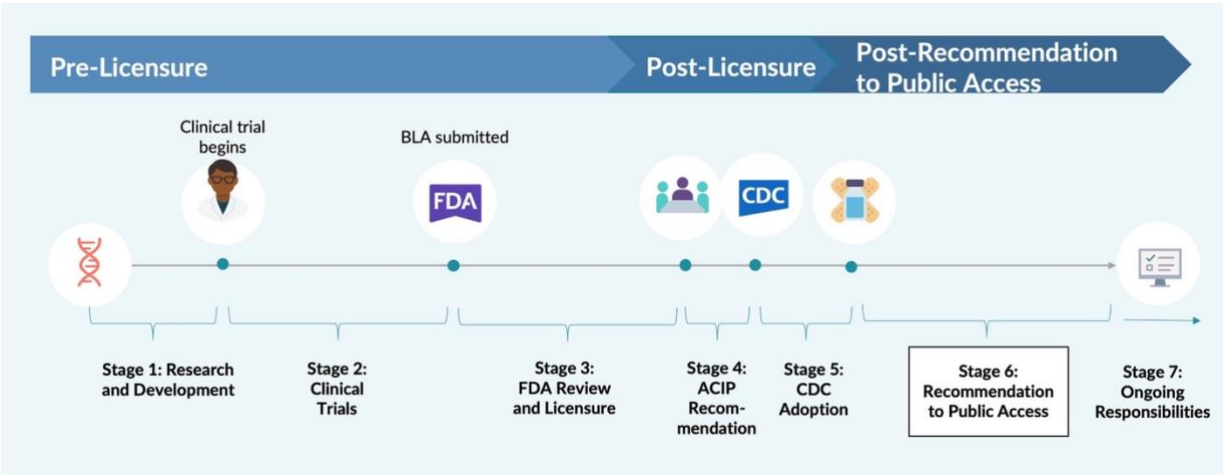 Pre-Licensure
Post-Licensure
Post-Recommendation
to Public Access
Clinical trial
begins
BLA submitted
FDA
CDC
Stage 1: Research
and Development
Stage 2:
Clinical
Trials
Stage 3:
FDA Review
and Licensure
Stage 4:
ACIP
Recom-
mendation
Stage 5:
CDC
Adoption
Stage 6:
Recommendation
to Public Access
Stage 7:
Ongoing
Responsibilities